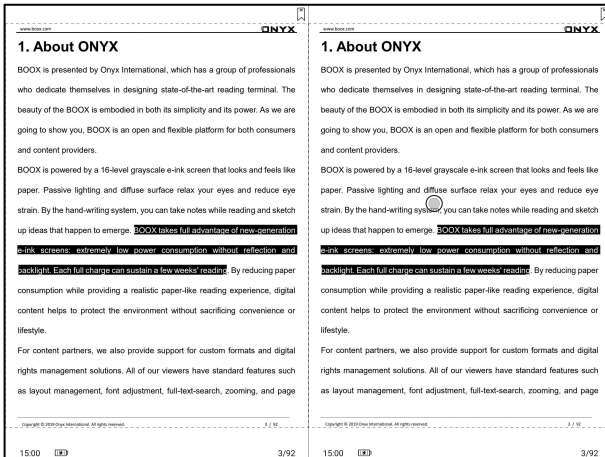 www.boox.com
ONYX
1. About ONYX
BOOX is presented by Onyx International, which has a group of professionals
who dedicate themselves in designing state-of-the-art reading terminal. The
beauty of the BOOX is embodied in both its simplicity and its power. As we are
going to show you, BOOX is an open and flexible platform for both consumers
and content providers.
BOOX is powered by a 16-level grayscale e-ink screen that looks and feels like
paper. Passive lighting and diffuse surface relax your eyes and reduce eye
strain. By the hand-writing system, you can take notes while reading and sketch
up ideas that happen to emerge. BOOX takes full advantage of new-generation
e-ink screens: extremely low power consumption without reflection and
backlight. Each full charge can sustain a few weeks' reading. By reducing paper
consumption while providing a realistic paper-like reading experience, digital
content helps to protect the environment without sacrificing convenience or
lifestyle.
For content partners, we also provide support for custom formats and digital
rights management solutions. All of our viewers have standard features such
as layout management, font adjustment, full-text-search, zooming, and page
Copyright © 2019 Onyx International. All rights reserved.
3 / 92
15:00
3/92
www.boox.com
ONYX
1. About ONYX
BOOX is presented by Onyx International, which has a group of professionals
who dedicate themselves in designing state-of-the-art reading terminal. The
beauty of the BOOX is embodied in both its simplicity and its power. As we are
going to show you, BOOX is an open and flexible platform for both consumers
and content providers.
BOOX is powered by a 16-level grayscale e-ink screen that looks and feels like
paper. Passive lighting and diffuse surface relax your eyes and reduce eye
strain. By the hand-writing system, you can take notes while reading and sketch
up ideas that happen to emerge. BOOX takes full advantage of new-generation
e-ink screens: extremely low power consumption without reflection and
backlight. Each full charge can sustain a few weeks' reading. By reducing paper
consumption while providing a realistic paper-like reading experience, digital
content helps to protect the environment without sacrificing convenience or
lifestyle.
For content partners, we also provide support for custom formats and digital
rights management solutions. All of our viewers have standard features such
as layout management, font adjustment, full-text-search, zooming, and page
Copyright © 2019 Onyx International. All rights reserved.
3 / 92
15:00
3/92